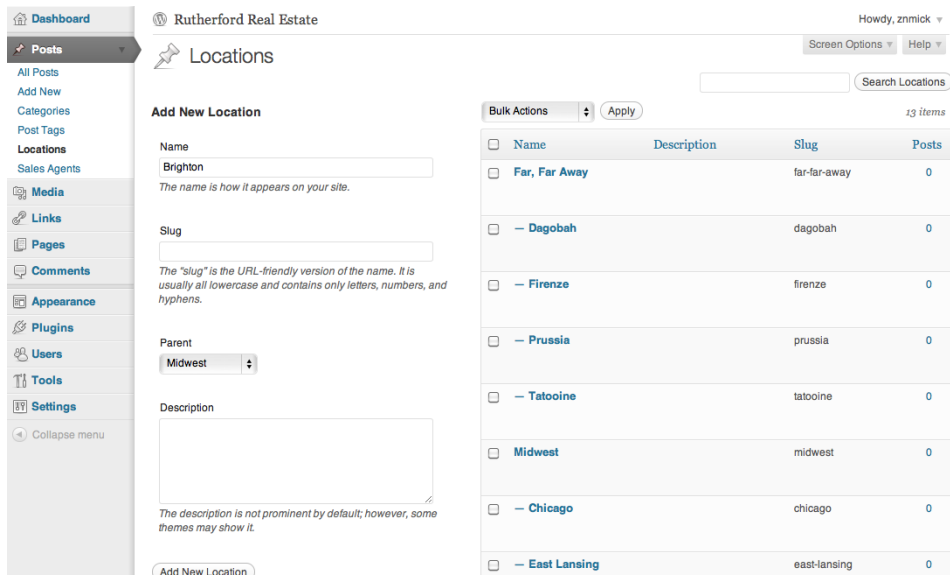 Dashboard
Posts
All Posts
Add New
Categories
Post Tags
Locations
Sales Agents
Media
Links
Pages
Comments
Appearance
Plugins
Users
Tools
Settings
Collapse menu
Rutherford Real Estate
Howdy, znmick
Screen Options
Help
Locations
Search Locations
Add New Location
Name
Brighton
The name is how it appears on your site.
Slug
The "slug" is the URL-friendly version of the name. It is
usually all lowercase and contains only letters, numbers, and
hyphens.
Parent
Midwest
Description
The description is not prominent by default; however, some
themes may show it.
Add New Location
Bulk Actions Apply 13 items
Name Description Slug Posts
Far, Far Away far-far-away 0
— Dagobah dagobah 0
— Firenze firenze 0
— Prussia prussia 0
— Tatooine tatooine 0
Midwest midwest 0
— Chicago chicago 0
— East Lansing east-lansing 0